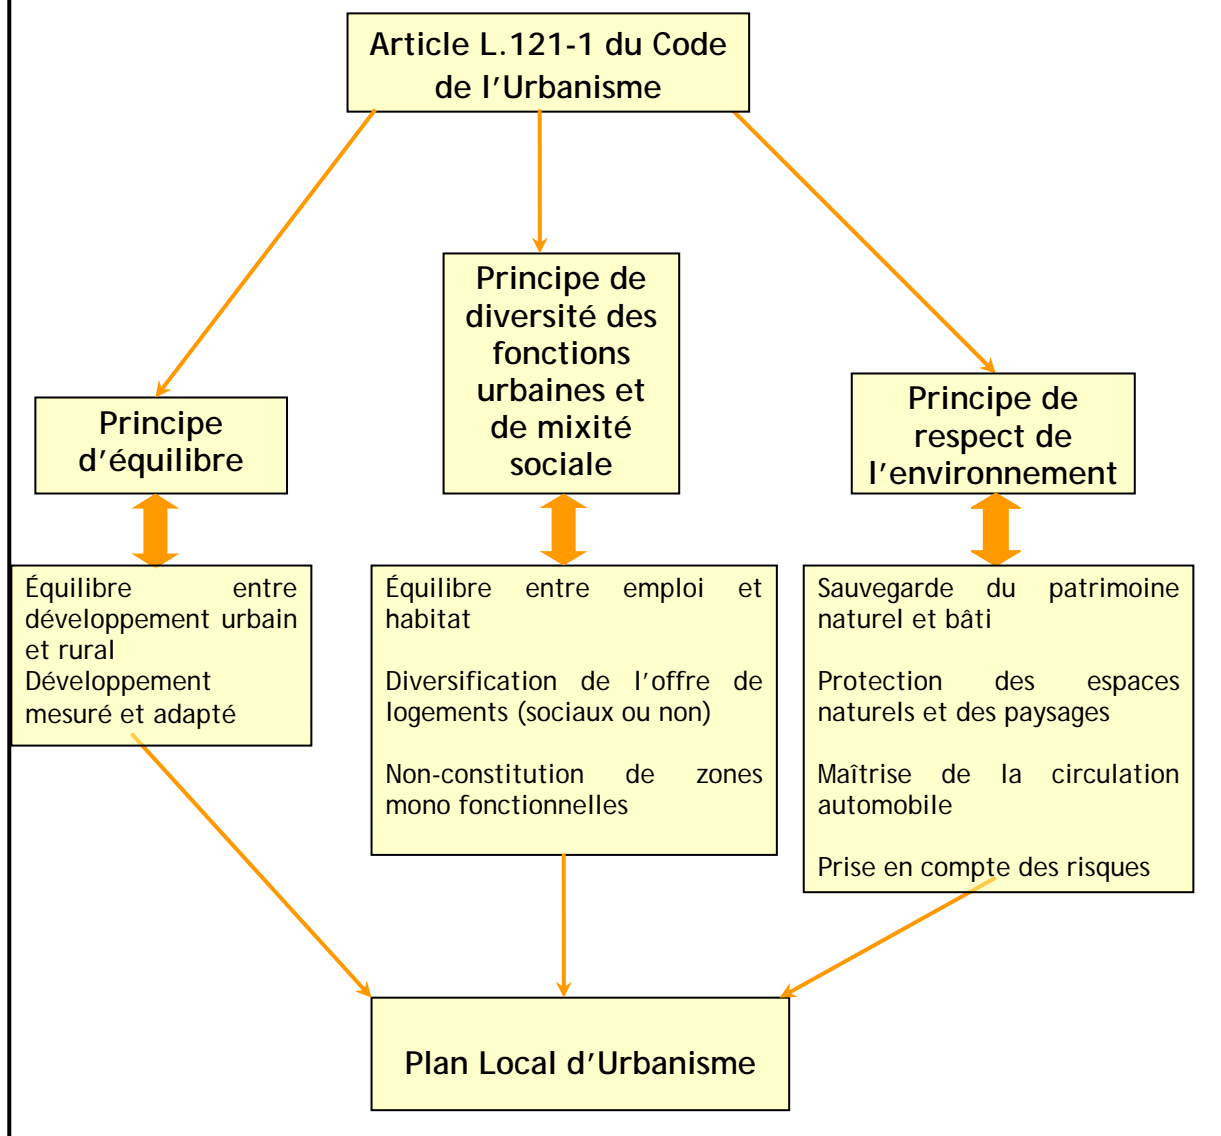 Article L.121-1 du Code
de l'Urbanisme
Principe
d'équilibre
Principe de
diversité des
fonctions
urbaines et
de mixité
sociale
Principe de
respect de
l'environnement
Équilibre entre
développement urbain
et rural
Développement
mesuré et adapté
Équilibre entre emploi et
habitat
Diversification de l'offre de
logements (sociaux ou non)
Non-constitution de zones
mono fonctionnelles
Sauvegarde du patrimoine
naturel et bâti
Protection des espaces
naturels et des paysages
Maîtrise de la circulation
automobile
Prise en compte des risques
Plan Local d'Urbanisme